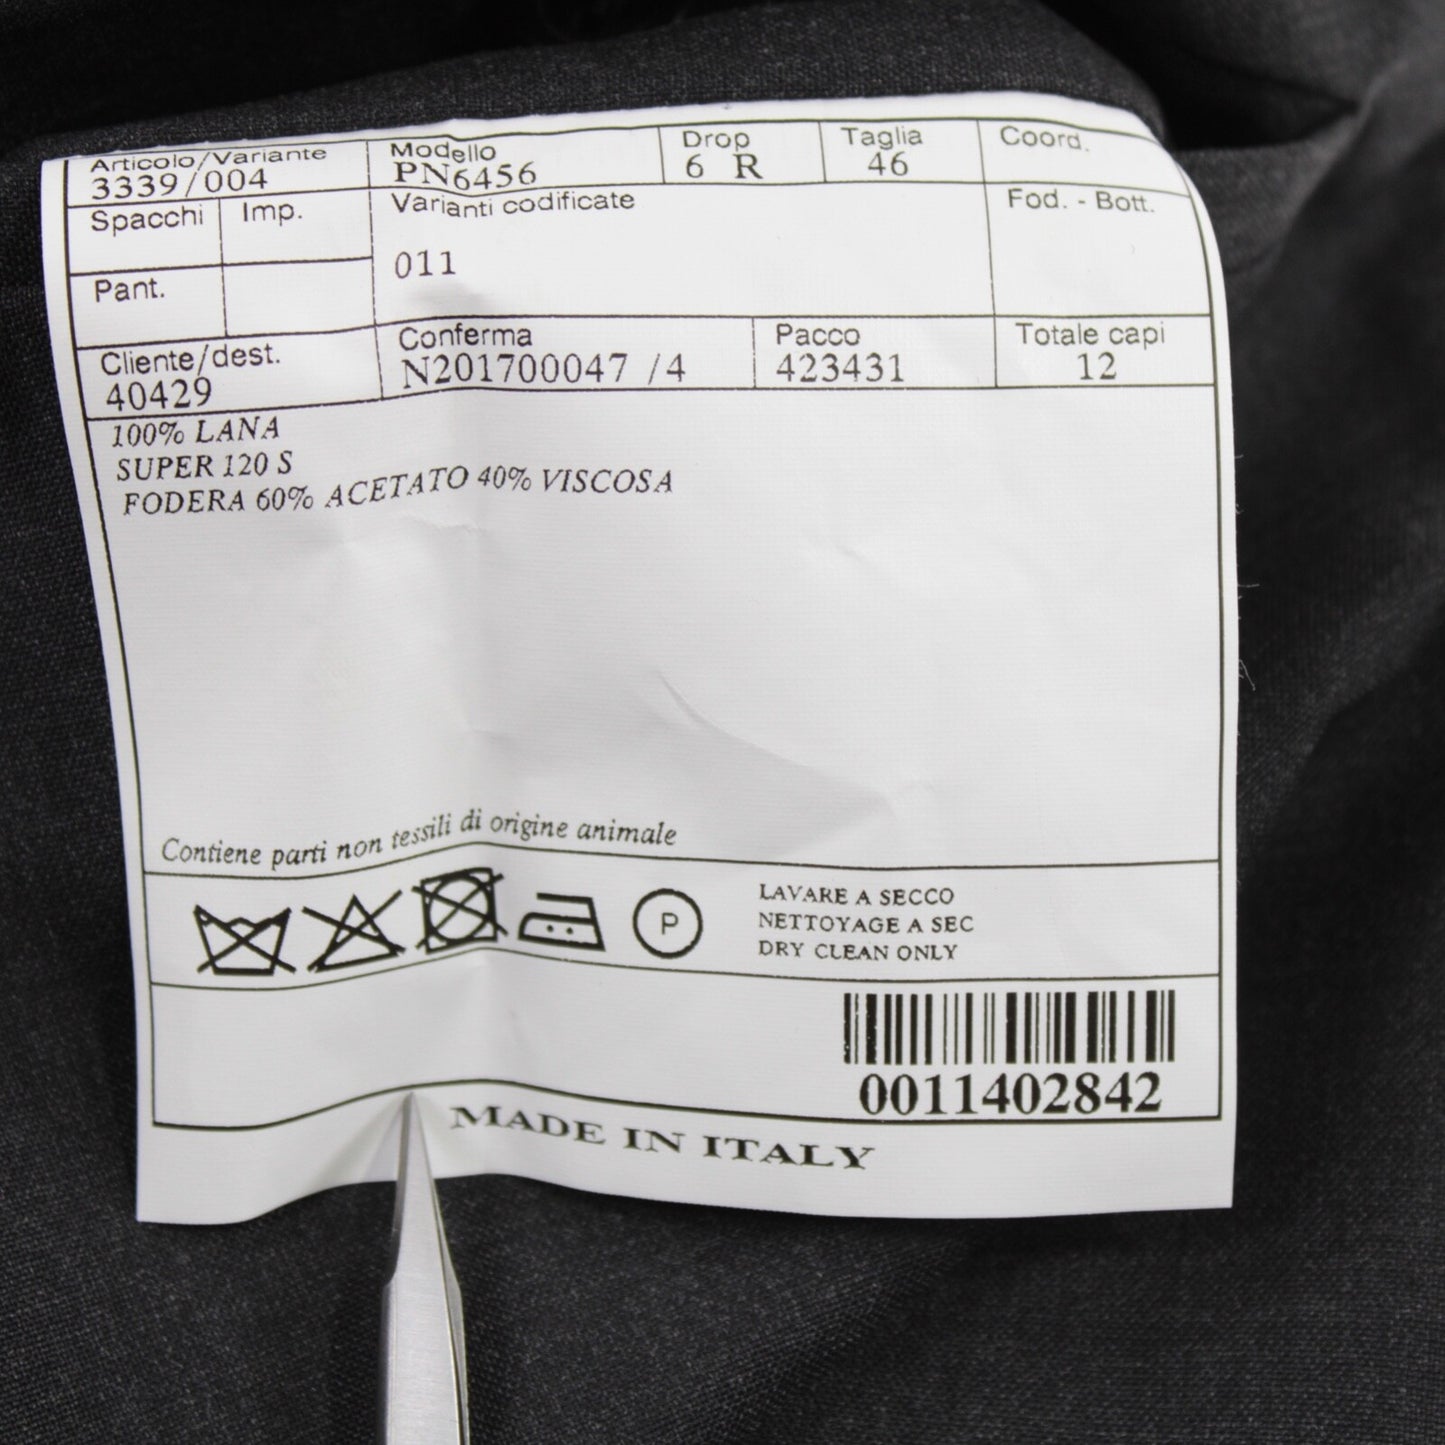 Articolo/Variante Modello Drop Taglia Coord.
3339/004 PN6456 6 R 46
Spacchi Imp. Varianti codificate Fod. - Bott.
011
Pant.
Cliente/dest. Conferma Pacco Totale capi
40429 N201700047 /4 423431 12
100% LANA
SUPER 120 S
FODERA 60% ACETATO 40% VISCOSA
Contiene parti non tessili di origine animale
P
LAVARE A SECCO
NETTOYAGE A SEC
DRY CLEAN ONLY
0011402842
MADE IN ITALY